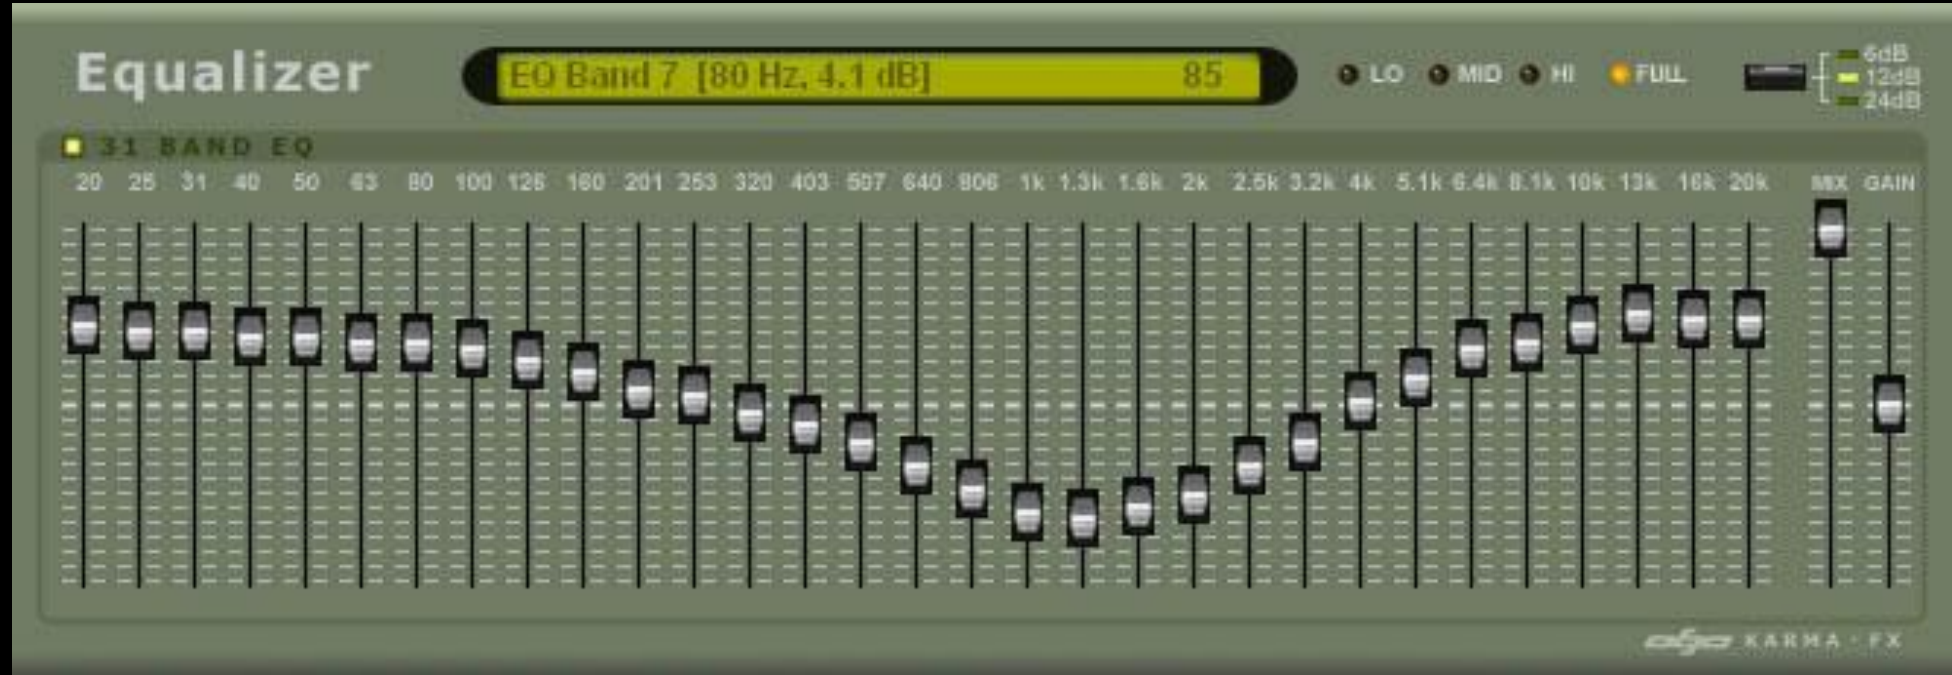 Equalizer
EQ Band 7 [80 Hz, 4.1 dB] 85
LO MID HI FULL
6dB
12dB
24dB
31 BAND EQ
20 25 31 40 50 63 80 100 126 160 201 253 320 403 507 640 806 1k 1.3k 1.6k 2k 2.5k 3.2k 4k 5.1k 6.4k 8.1k 10k 13k 16k 20k MIX GAIN
KARMA · FX